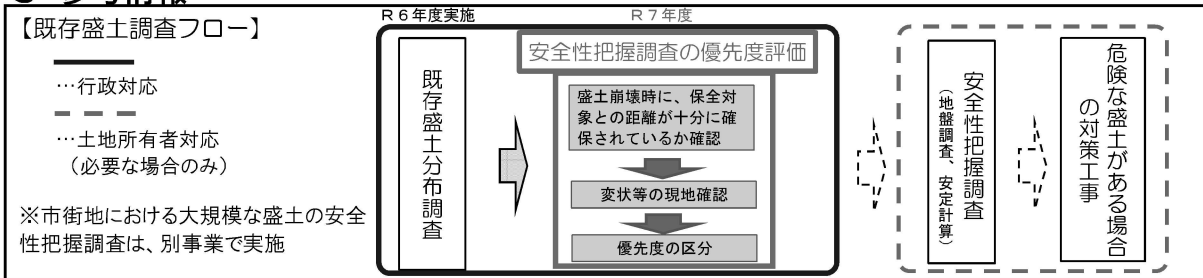 【既存盛土調査フロー】
…行政対応
…土地所有者対応
（必要な場合のみ）
※市街地における大規模な盛土の安全
性把握調査は、別事業で実施
R６年度実施
R７年度
既存盛土分布調査
安全性把握調査の優先度評価
盛土崩壊時に、保全対
象との距離が十分に確
保されているか確認
変状等の現地確認
優先度の区分
安全性把握調査
（地盤調査、安定計算）
危険な盛土がある場合
の対策工事